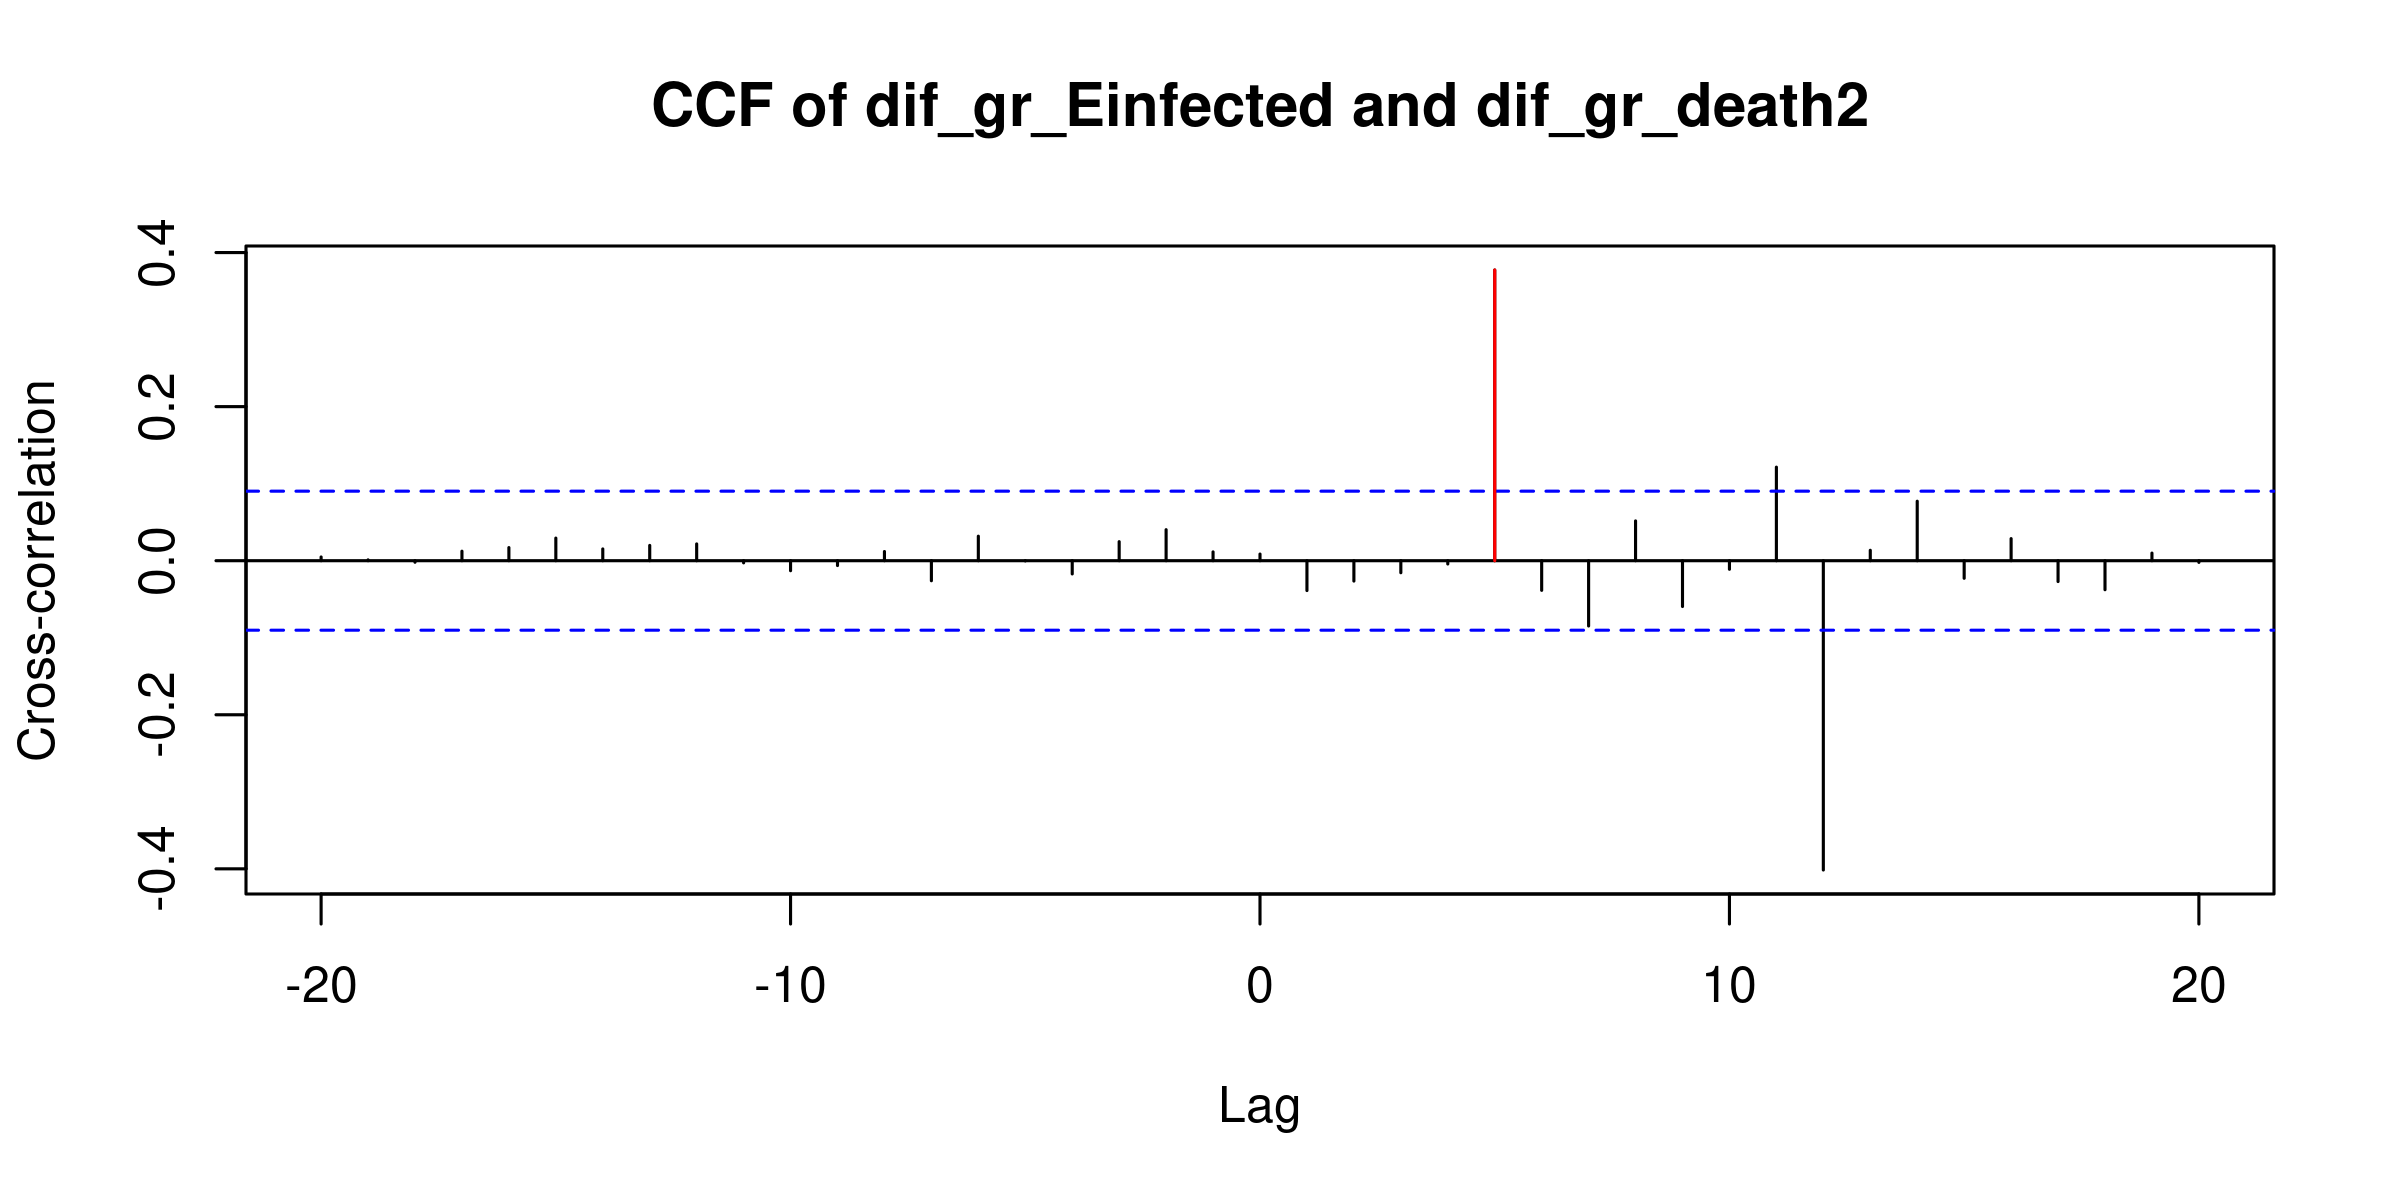 CCF of dif_gr_Einfected and dif_gr_death2
Cross-correlation
0.4
0.2
0.0
-0.2
-0.4
-20 -10 0 10 20
Lag